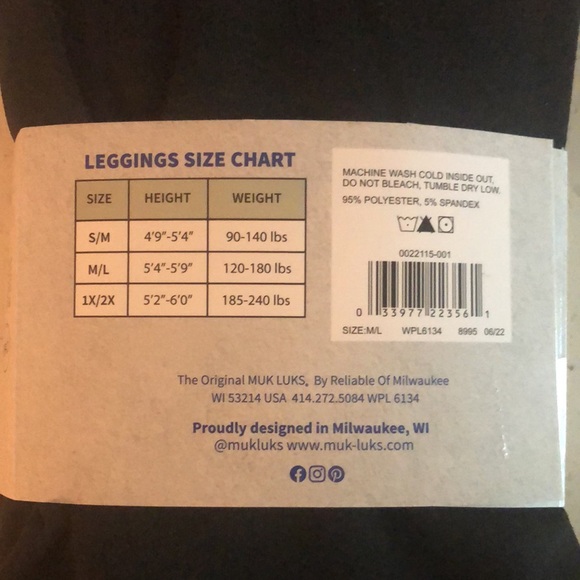 LEGGINGS SIZE CHART
SIZE HEIGHT WEIGHT
S/M 4'9"-5'4" 90-140 lbs
M/L 5'4"-5'9" 120-180 lbs
1X/2X 5'2"-6'0" 185-240 lbs
MACHINE WASH COLD INSIDE OUT,
DO NOT BLEACH, TUMBLE DRY LOW.
95% POLYESTER, 5% SPANDEX
0022115-001
0 33977 22356 1
SIZE:M/L WPL6134 8995 06/22
The Original MUK LUKS, By Reliable Of Milwaukee
WI 53214 USA 414.272.5084 WPL 6134
Proudly designed in Milwaukee, WI
@mukluks www.muk-luks.com